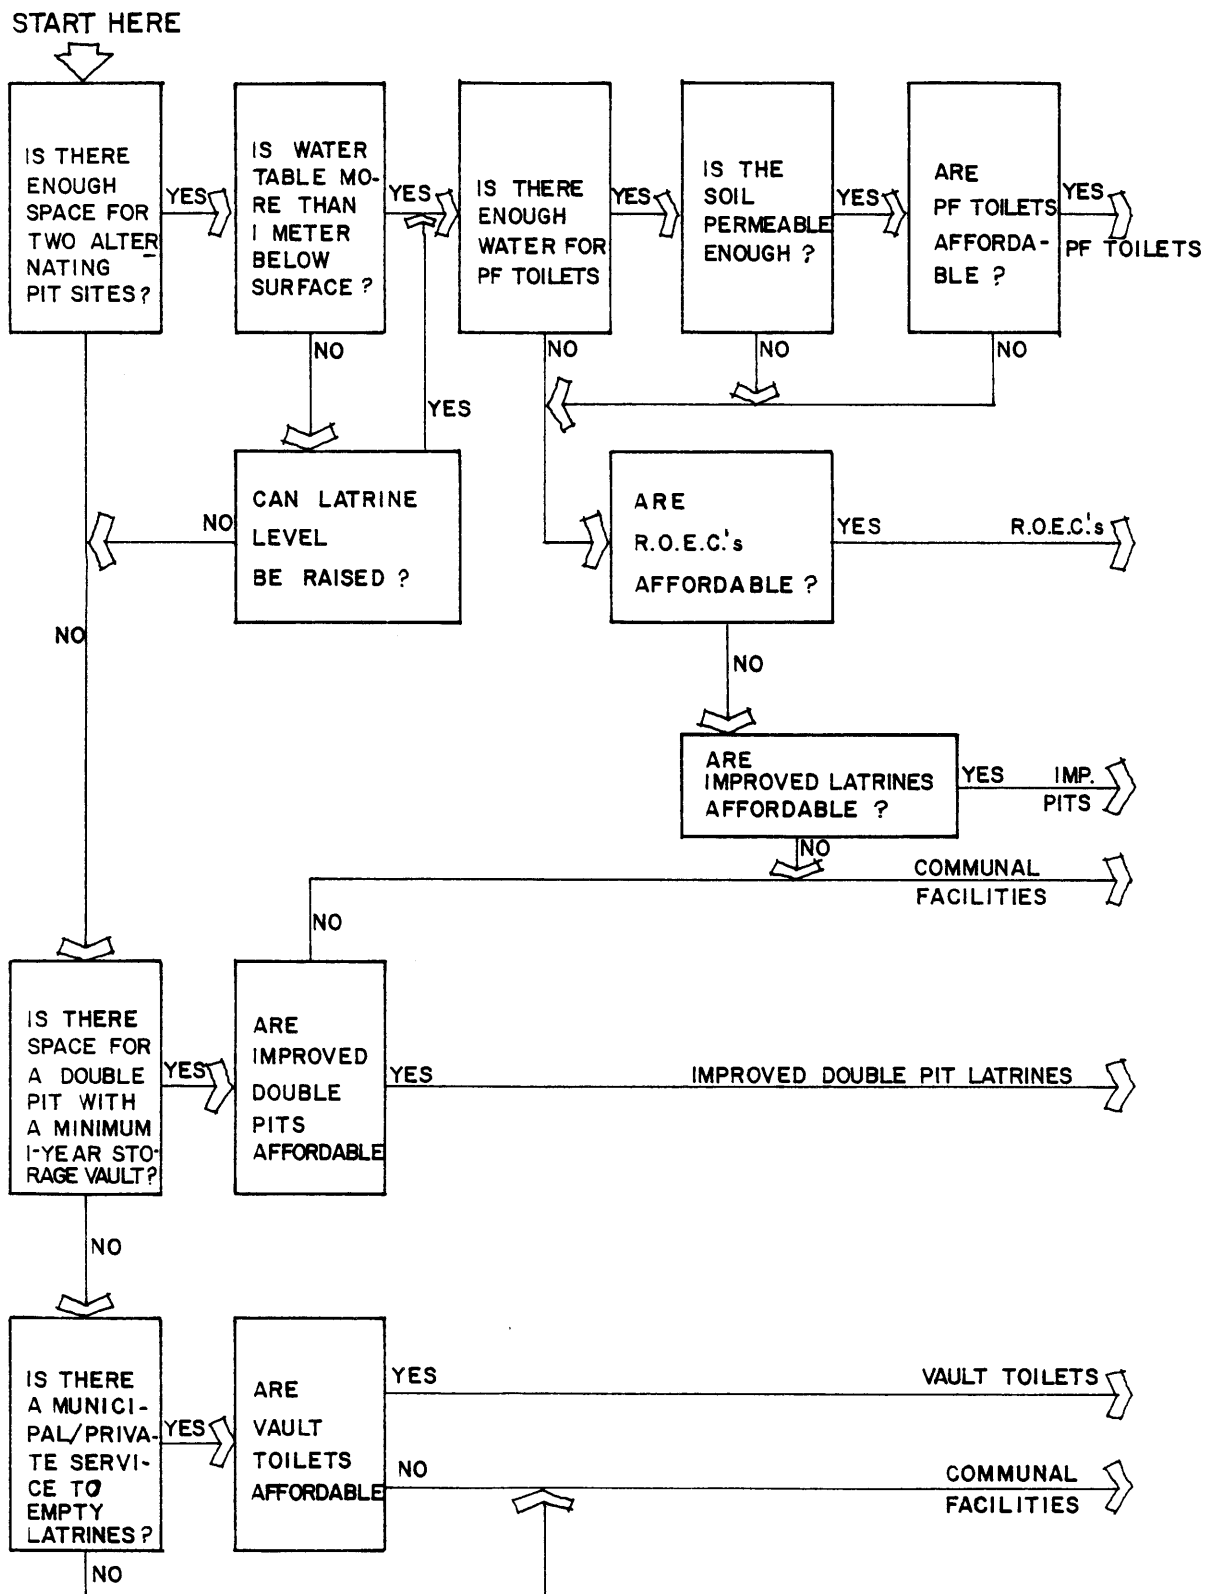 START HERE
IS THERE
ENOUGH
SPACE FOR
TWO ALTER
NATING
PIT SITES?
YES
IS WATER
TABLE MO-
RE THAN
1 METER
BELOW
SURFACE?
YES
IS THERE
ENOUGH
WATER FOR
PF TOILETS
YES
IS THE
SOIL
PERMEABLE
ENOUGH?
YES
ARE
PF TOILETS
AFFORDA-
BLE?
YES
PF TOILETS
NO
NO
NO
NO
YES
CAN LATRINE
LEVEL
BE RAISED?
NO
ARE
R.O.E.C.'s
AFFORDABLE?
YES
R.O.E.C.'s
NO
NO
ARE
IMPROVED LATRINES
AFFORDABLE?
YES
IMP.
PITS
NO
COMMUNAL
FACILITIES
NO
IS THERE
SPACE FOR
A DOUBLE
PIT WITH
A MINIMUM
1-YEAR STO-
RAGE VAULT?
YES
ARE
IMPROVED
DOUBLE
PITS
AFFORDABLE
YES
IMPROVED DOUBLE PIT LATRINES
NO
IS THERE
A MUNICI-
PAL/PRIVA-
TE SERVI-
CE TO
EMPTY
LATRINES?
YES
ARE
VAULT
TOILETS
AFFORDABLE
YES
VAULT TOILETS
NO
COMMUNAL
FACILITIES
NO